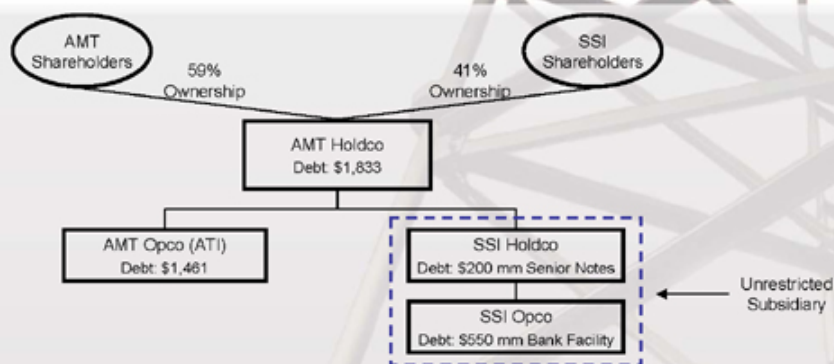 AMT
Shareholders
SSI
Shareholders
59%
Ownership
41%
Ownership
AMT Holdco
Debt: $1,833
AMT Opco (ATI)
Debt: $1,461
SSI Holdco
Debt: $200 mm Senior Notes
SSI Opco
Debt: $550 mm Bank Facility
Unrestricted
Subsidiary